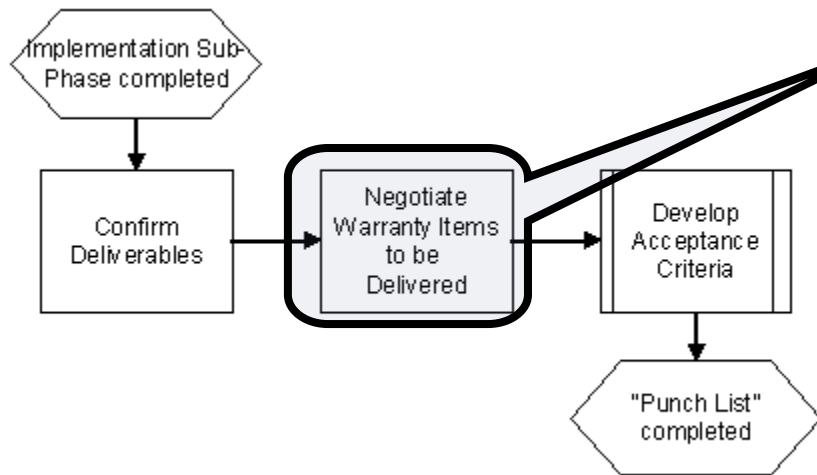 Implementation Sub-
Phase completed
Confirm
Deliverables
Negotiate
Warranty Items
to be
Delivered
Develop
Acceptance
Criteria
"Punch List"
completed